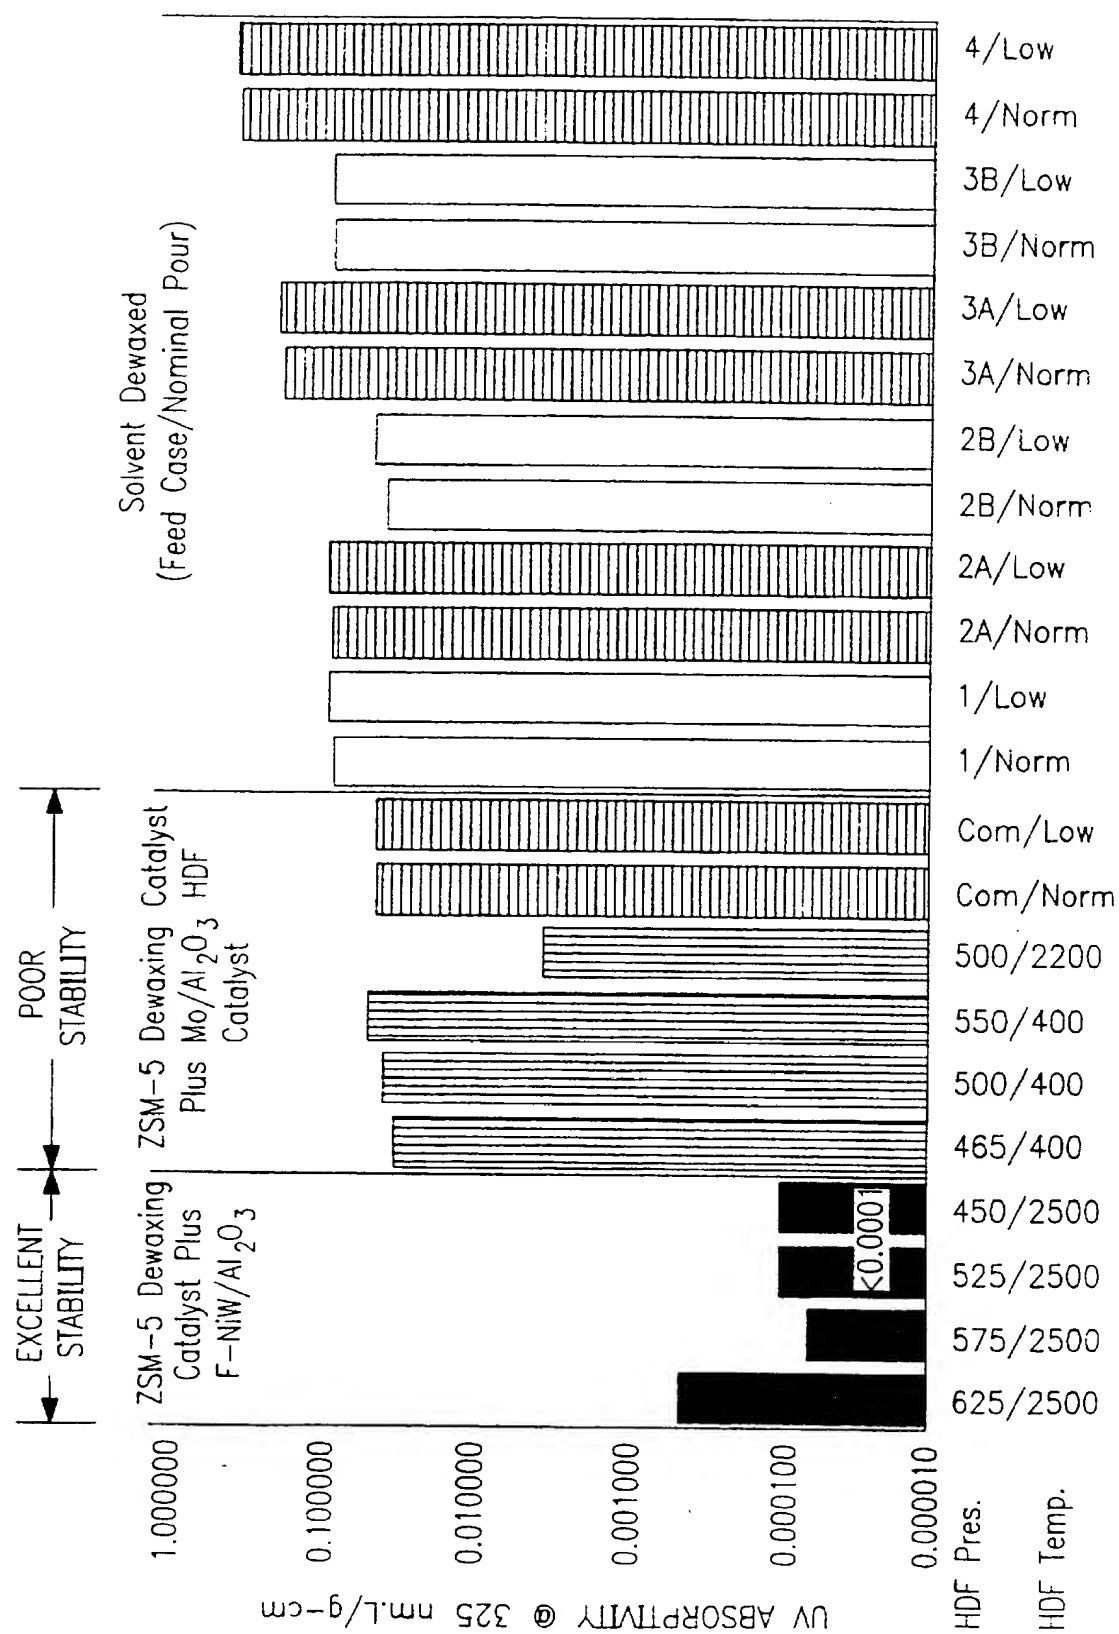 EXCELLENT
STABILITY
POOR
STABILITY
ZSM-5 Dewaxing
Catalyst Plus
F-NiW/Al2O3
ZSM-5 Dewaxing Catalyst
Plus Mo/Al2O3 HDF
Catalyst
Solvent Dewaxed
(Feed Case/Nominal Pour)
UV ABSORPTIVITY @ 325 nm.L/g-cm
1.000000
0.100000
0.010000
0.001000
0.000100
0.000010
<0.0001
HDF Pres.
HDF Temp.
625/2500
575/2500
525/2500
450/2500
465/400
500/400
550/400
500/2200
Com/Norm
Com/Low
1/Norm
1/Low
2A/Norm
2A/Low
2B/Norm
2B/Low
3A/Norm
3A/Low
3B/Norm
3B/Low
4/Norm
4/Low